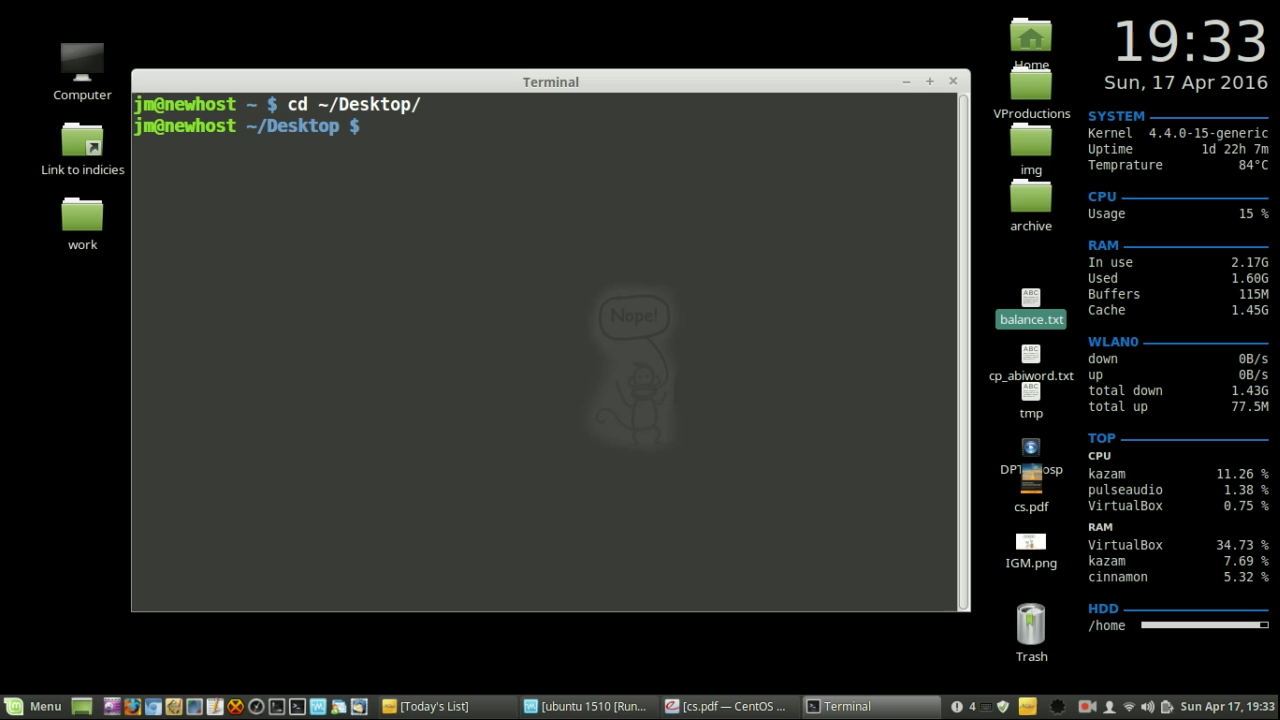 Computer
Link to indicies
work
Terminal
jm@newhost ~ $ cd ~/Desktop/
jm@newhost ~/Desktop $
Nope!
Home
VProductions
img
archive
ABC
balance.txt
ABC
cp_abiword.txt
ABC
tmp
cs.pdf
IGM.png
Trash
19:33
Sun, 17 Apr 2016
SYSTEM
Kernel 4.4.0-15-generic
Uptime 1d 22h 7m
Temprature 84°C
CPU
Usage 15 %
RAM
In use 2.17G
Used 1.60G
Buffers 115M
Cache 1.45G
WLAN0
down 0B/s
up 0B/s
total down 1.43G
total up 77.5M
TOP
CPU
kazam 11.26 %
pulseaudio 1.38 %
VirtualBox 0.75 %
RAM
VirtualBox 34.73 %
kazam 7.69 %
cinnamon 5.32 %
HDD
/home
Menu
[Today's List]
[ubuntu 1510 [Run...
[cs.pdf — CentOS ...
Terminal
4
Sun Apr 17, 19:33